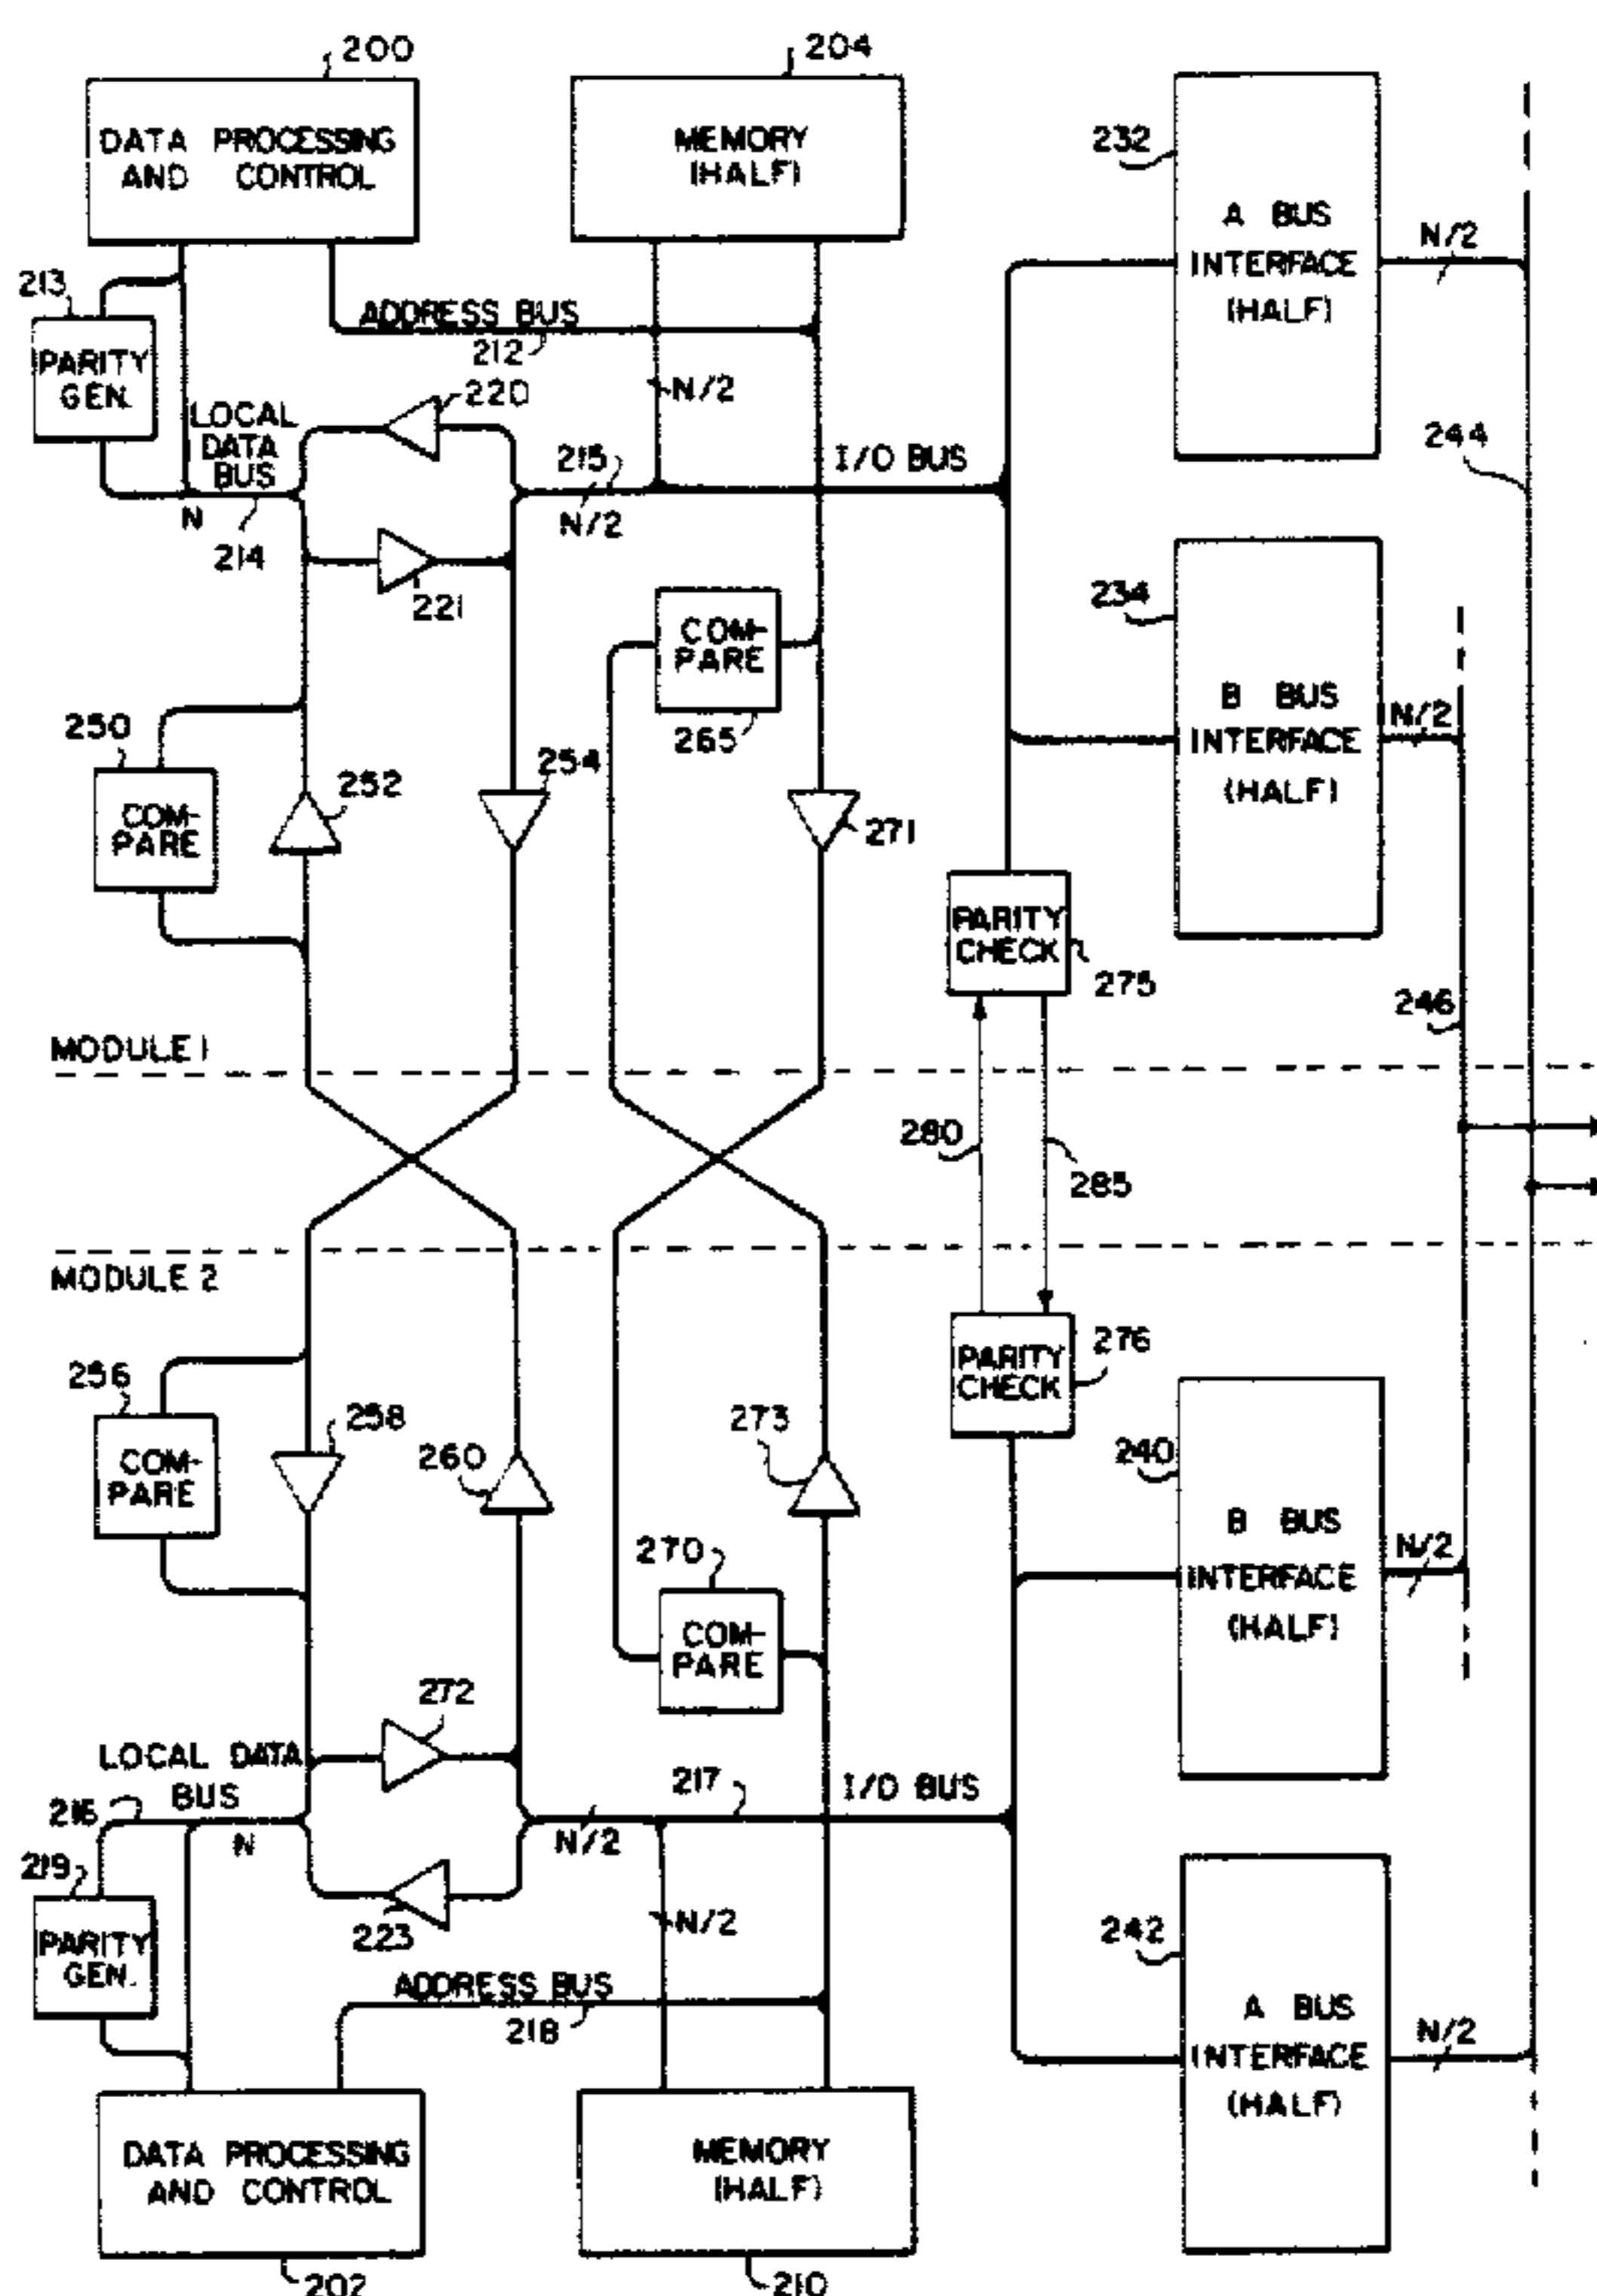 200
204
DATA PROCESSING
AND CONTROL
MEMORY
(HALF)
232
A BUS
INTERFACE
(HALF)
N/2
213
PARITY
GEN.
ADDRESS BUS
212
N/2
220
LOCAL
DATA
BUS
N
214
215
N/2
I/O BUS
244
221
234
COM-
PARE
265
B BUS
INTERFACE
(HALF)
N/2
250
COM-
PARE
252
254
271
PARITY
CHECK
275
246
MODULE 1
280
285
MODULE 2
256
COM-
PARE
258
260
273
PARITY
CHECK
276
240
B BUS
INTERFACE
(HALF)
N/2
270
COM-
PARE
272
LOCAL DATA
BUS
216
N
217
N/2
I/O BUS
219
PARITY
GEN.
223
N/2
242
A BUS
INTERFACE
(HALF)
N/2
ADDRESS BUS
218
DATA PROCESSING
AND CONTROL
MEMORY
(HALF)
202
210